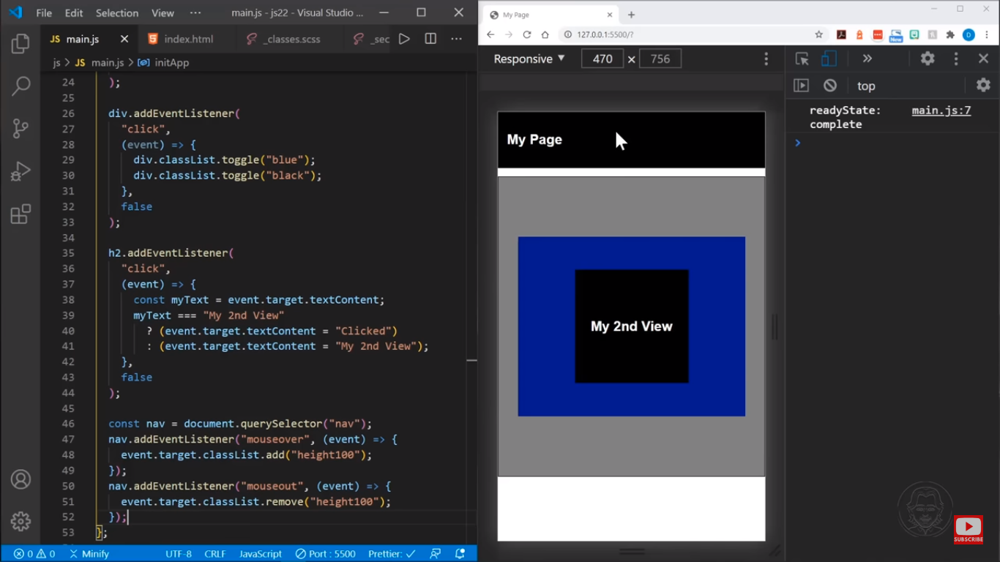 File Edit Selection View ··· main.js - js22 - Visual Studio ...
JS main.js index.html _classes.scss _sec ···
js > JS main.js > initApp
24 );
25
26 div.addEventListener(
27 "click",
28 (event) => {
29 div.classList.toggle("blue");
30 div.classList.toggle("black");
31 },
32 false
33 );
34
35 h2.addEventListener(
36 "click",
37 (event) => {
38 const myText = event.target.textContent;
39 myText === "My 2nd View"
40 ? (event.target.textContent = "Clicked")
41 : (event.target.textContent = "My 2nd View");
42 },
43 false
44 );
45
46 const nav = document.querySelector("nav");
47 nav.addEventListener("mouseover", (event) => {
48 event.target.classList.add("height100");
49 });
50 nav.addEventListener("mouseout", (event) => {
51 event.target.classList.remove("height100");
52 });
53 };
0 0 Minify UTF-8 CRLF JavaScript Port : 5500 Prettier: ✓
My Page
127.0.0.1:5500/?
New
D
Responsive 470 × 756
My Page
My 2nd View
top
readyState: main.js:7
complete
SUBSCRIBE